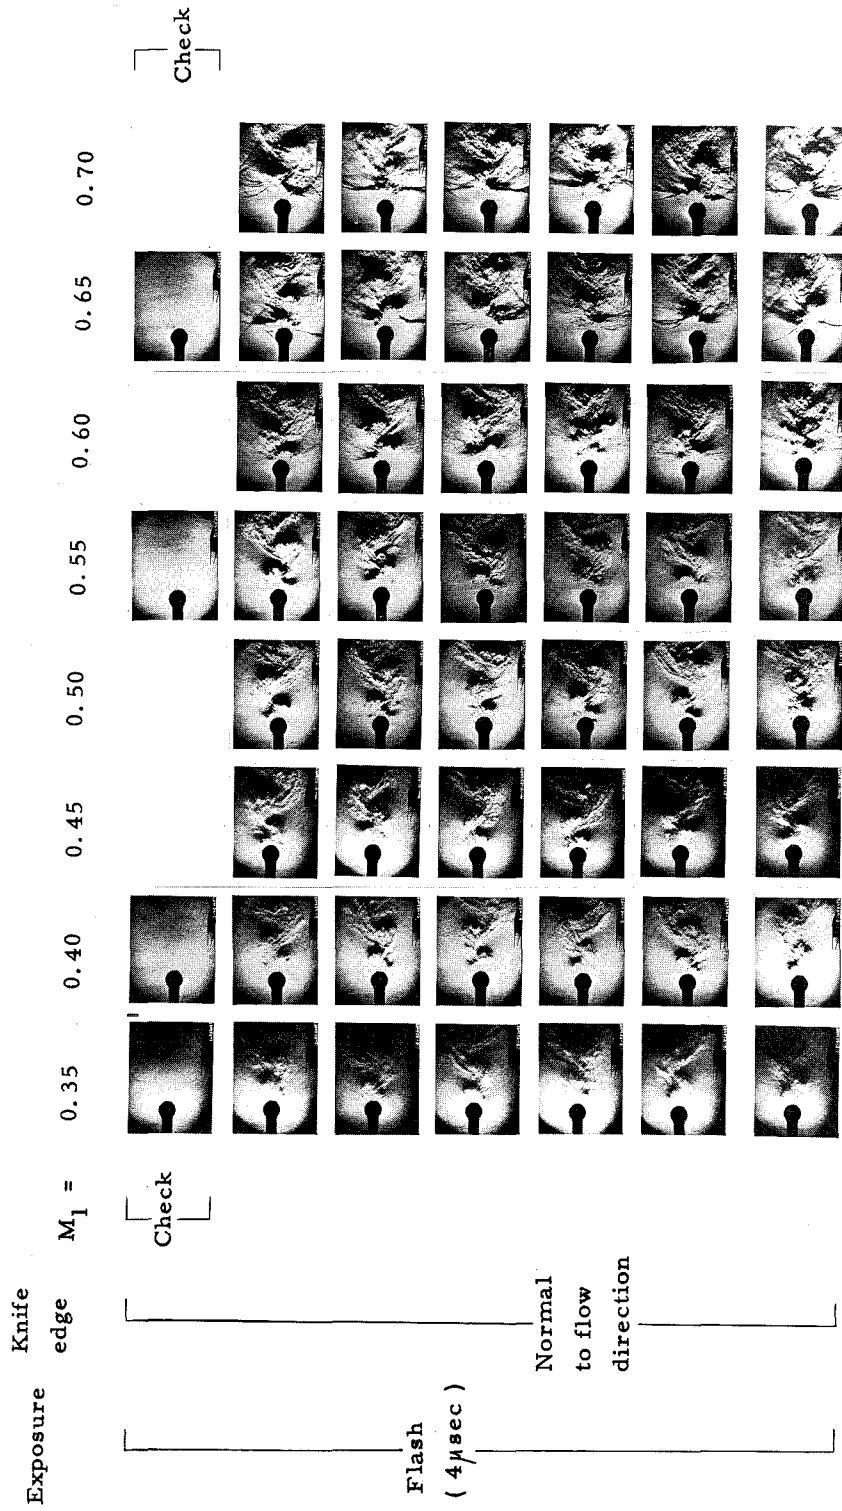 Exposure
Knife
edge
M1 =
0.35
0.40
0.45
0.50
0.55
0.60
0.65
0.70
Check
Check
Flash
( 4μsec )
Normal
to flow
direction